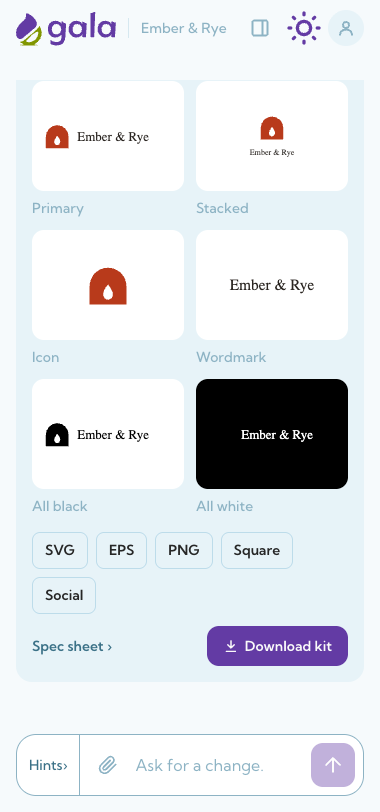 gala
Ember & Rye
Ember & Rye
Ember & Rye
Primary
Stacked
Ember & Rye
Icon
Wordmark
Ember & Rye
Ember & Rye
All black
All white
SVG
EPS
PNG
Square
Social
Spec sheet ›
Download kit
Hints›
Ask for a change.